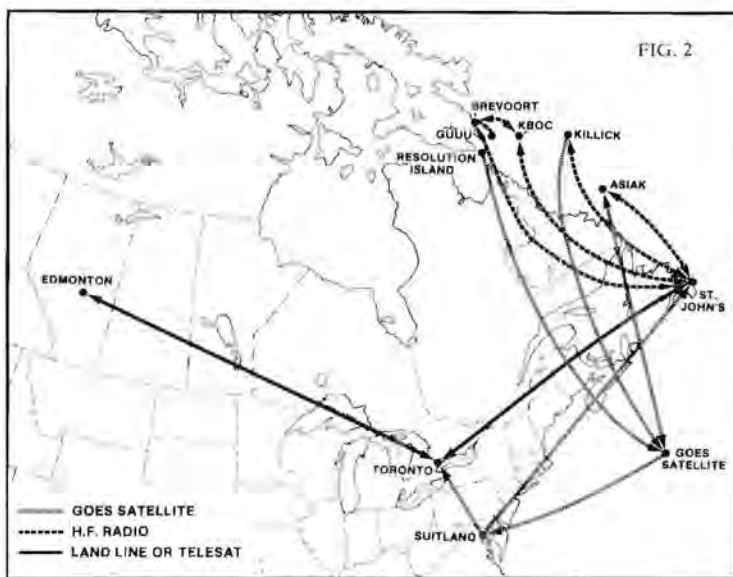 FIG. 2
BREVOORT
GUUU
KBOC
KILLICK
RESOLUTION
ISLAND
ASIAK
EDMONTON
ST.
JOHN'S
TORONTO
GOES
SATELLITE
GOES SATELLITE
H.F. RADIO
LAND LINE OR TELESAT
SUITLAND